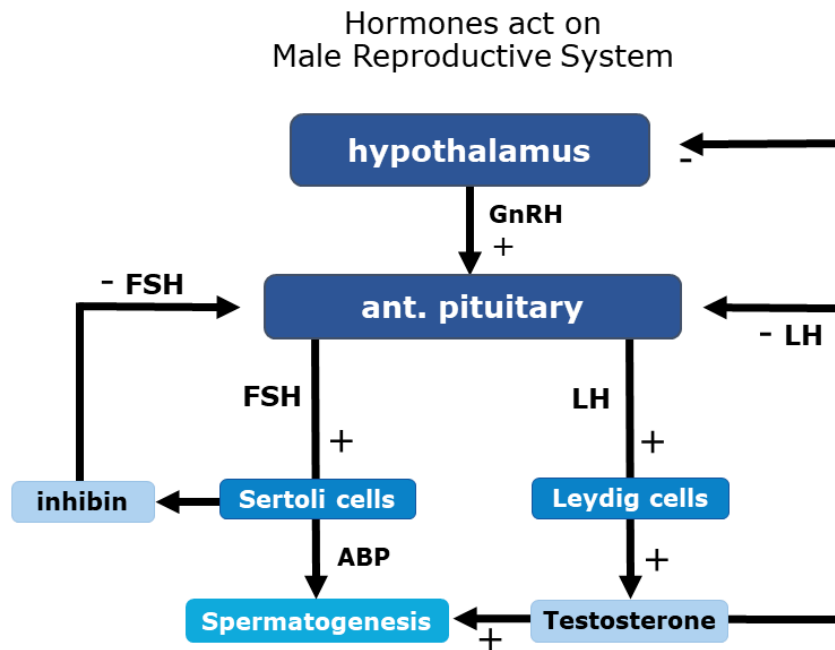 Hormones act on
Male Reproductive System
hypothalamus
-
GnRH
+
- FSH
ant. pituitary
- LH
FSH
LH
+
+
inhibin
Sertoli cells
Leydig cells
ABP
+
Spermatogenesis
+
Testosterone